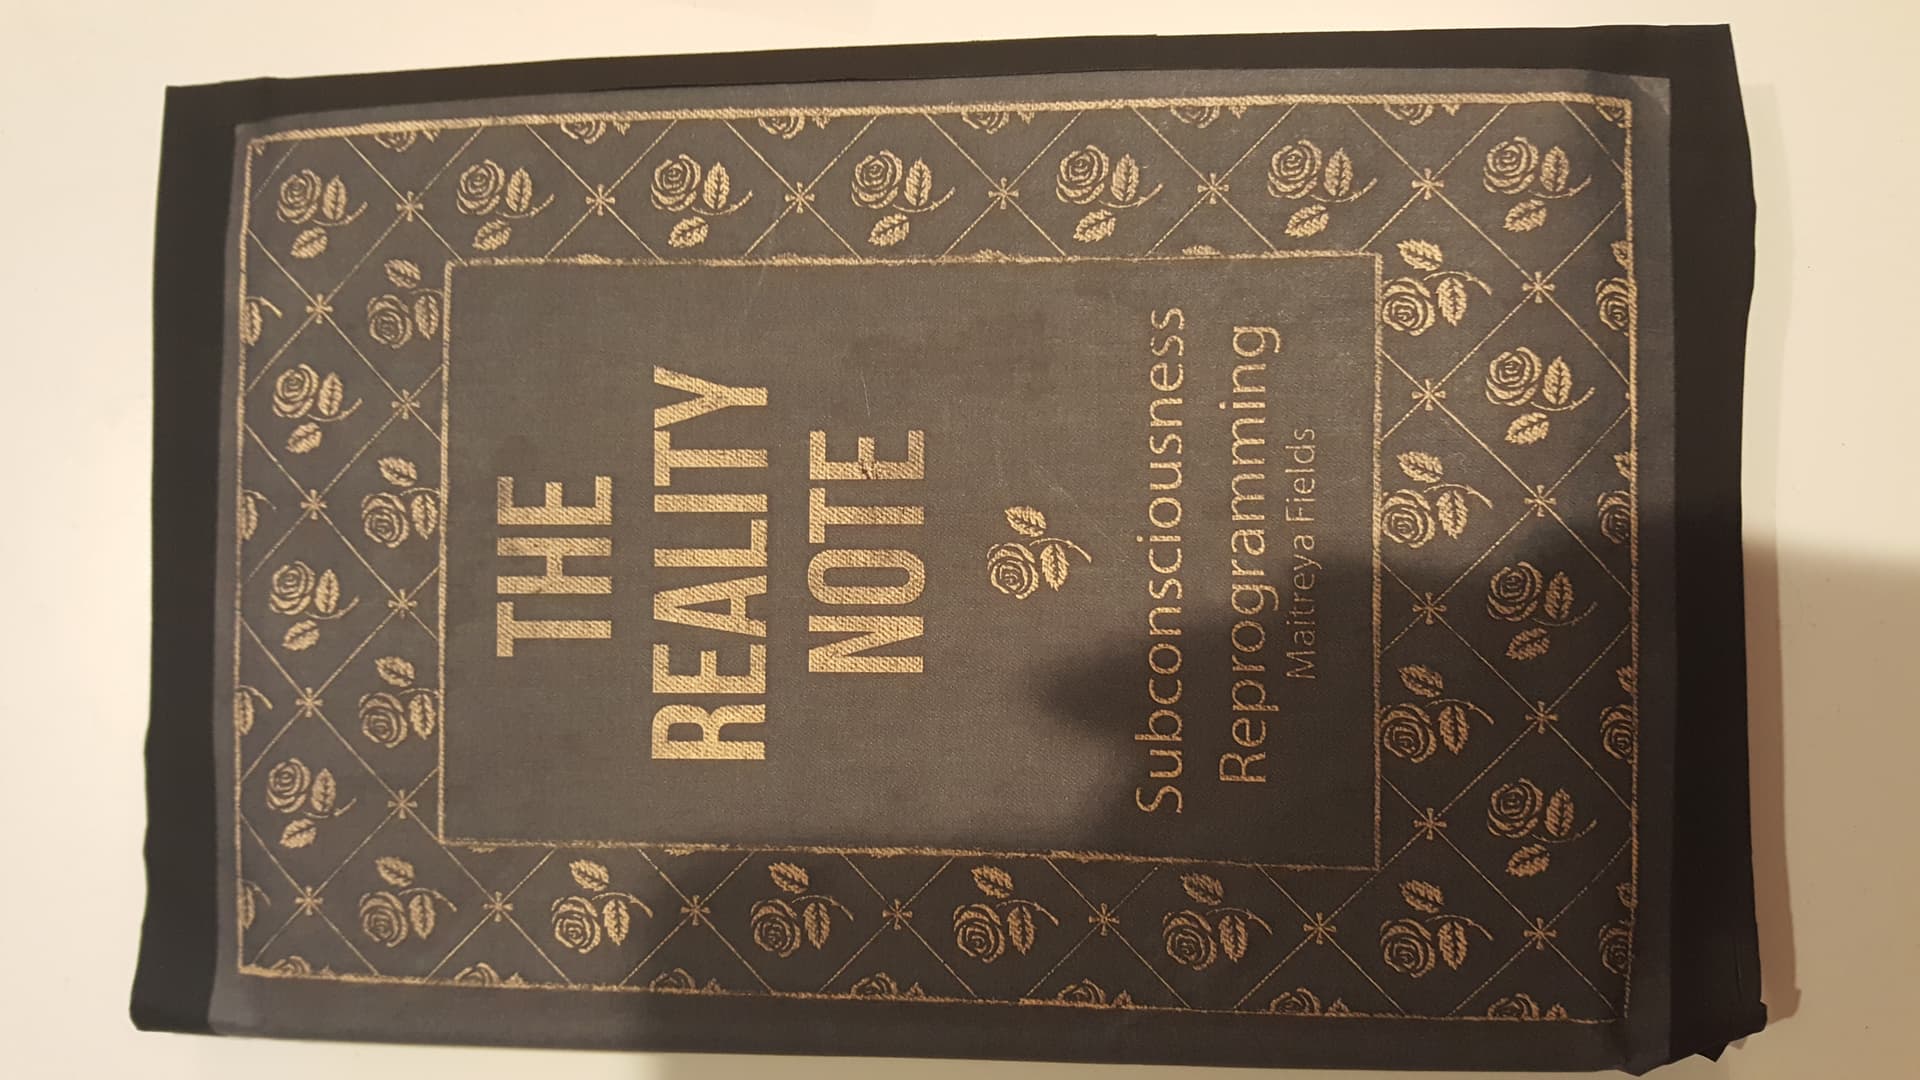 THE
REALITY
NOTE
Subconsciousness
Reprogramming
Maitreya Fields